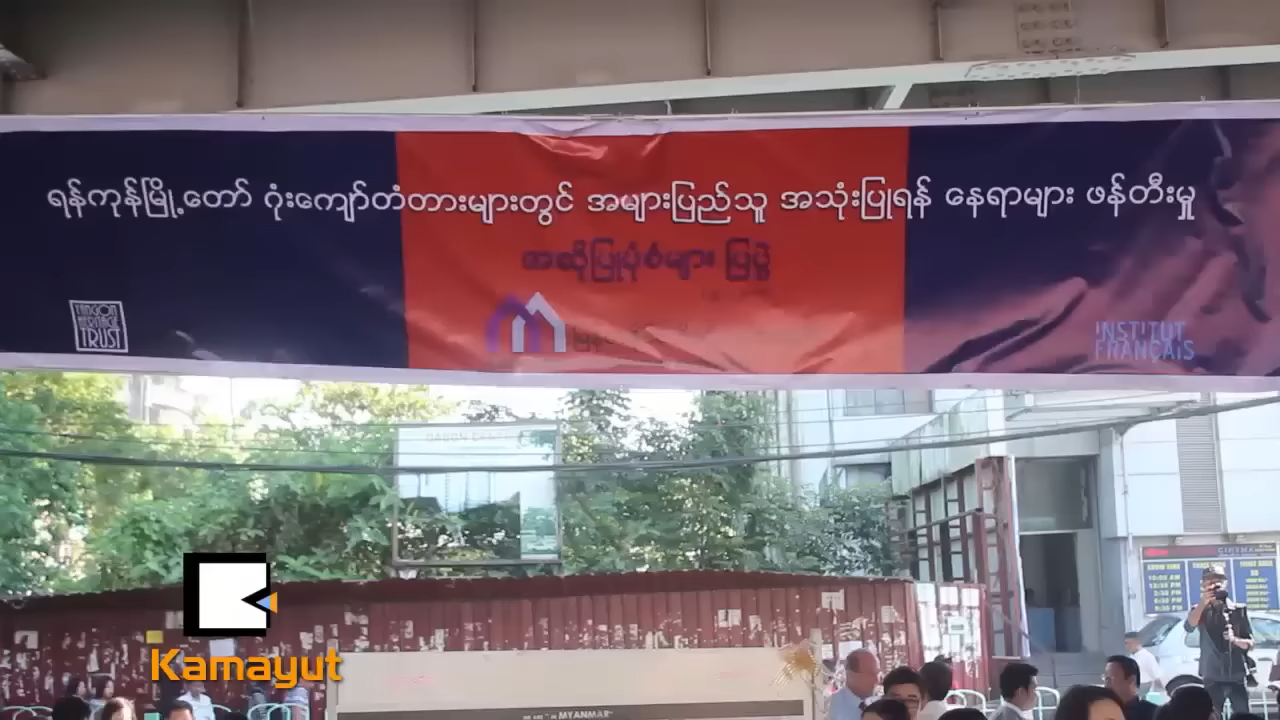 ရန်ကုန်မြို့တော် ဂုံးကျော်တံတားများတွင် အများပြည်သူ အသုံးပြုရန် နေရာများ ဖန်တီးမှု
အဆိုပြုပုံစံများ ပြပွဲ
YANGON
HERITAGE
TRUST
INSTITUT
FRANÇAIS
CINEMA
Kamayut
MYANMAR